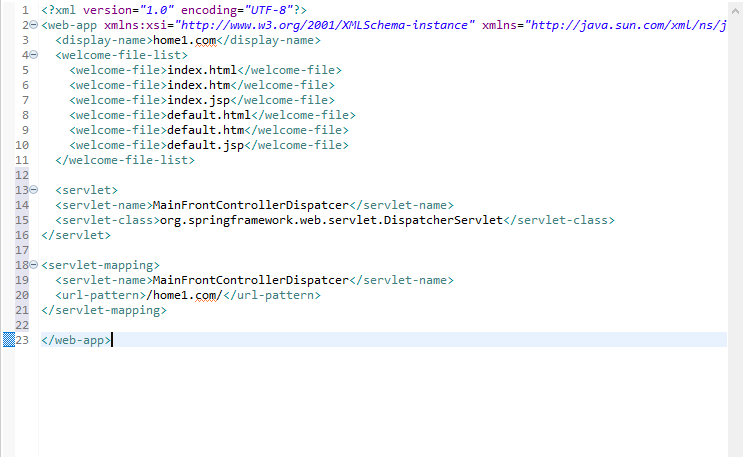 1 <?xml version="1.0" encoding="UTF-8"?>
2 <web-app xmlns:xsi="http://www.w3.org/2001/XMLSchema-instance" xmlns="http://java.sun.com/xml/ns/j
3 <display-name>home1.com</display-name>
4 <welcome-file-list>
5 <welcome-file>index.html</welcome-file>
6 <welcome-file>index.htm</welcome-file>
7 <welcome-file>index.jsp</welcome-file>
8 <welcome-file>default.html</welcome-file>
9 <welcome-file>default.htm</welcome-file>
10 <welcome-file>default.jsp</welcome-file>
11 </welcome-file-list>
12
13 <servlet>
14 <servlet-name>MainFrontControllerDispatcer</servlet-name>
15 <servlet-class>org.springframework.web.servlet.DispatcherServlet</servlet-class>
16 </servlet>
17
18 <servlet-mapping>
19 <servlet-name>MainFrontControllerDispatcer</servlet-name>
20 <url-pattern>/home1.com/</url-pattern>
21 </servlet-mapping>
22
23 </web-app>